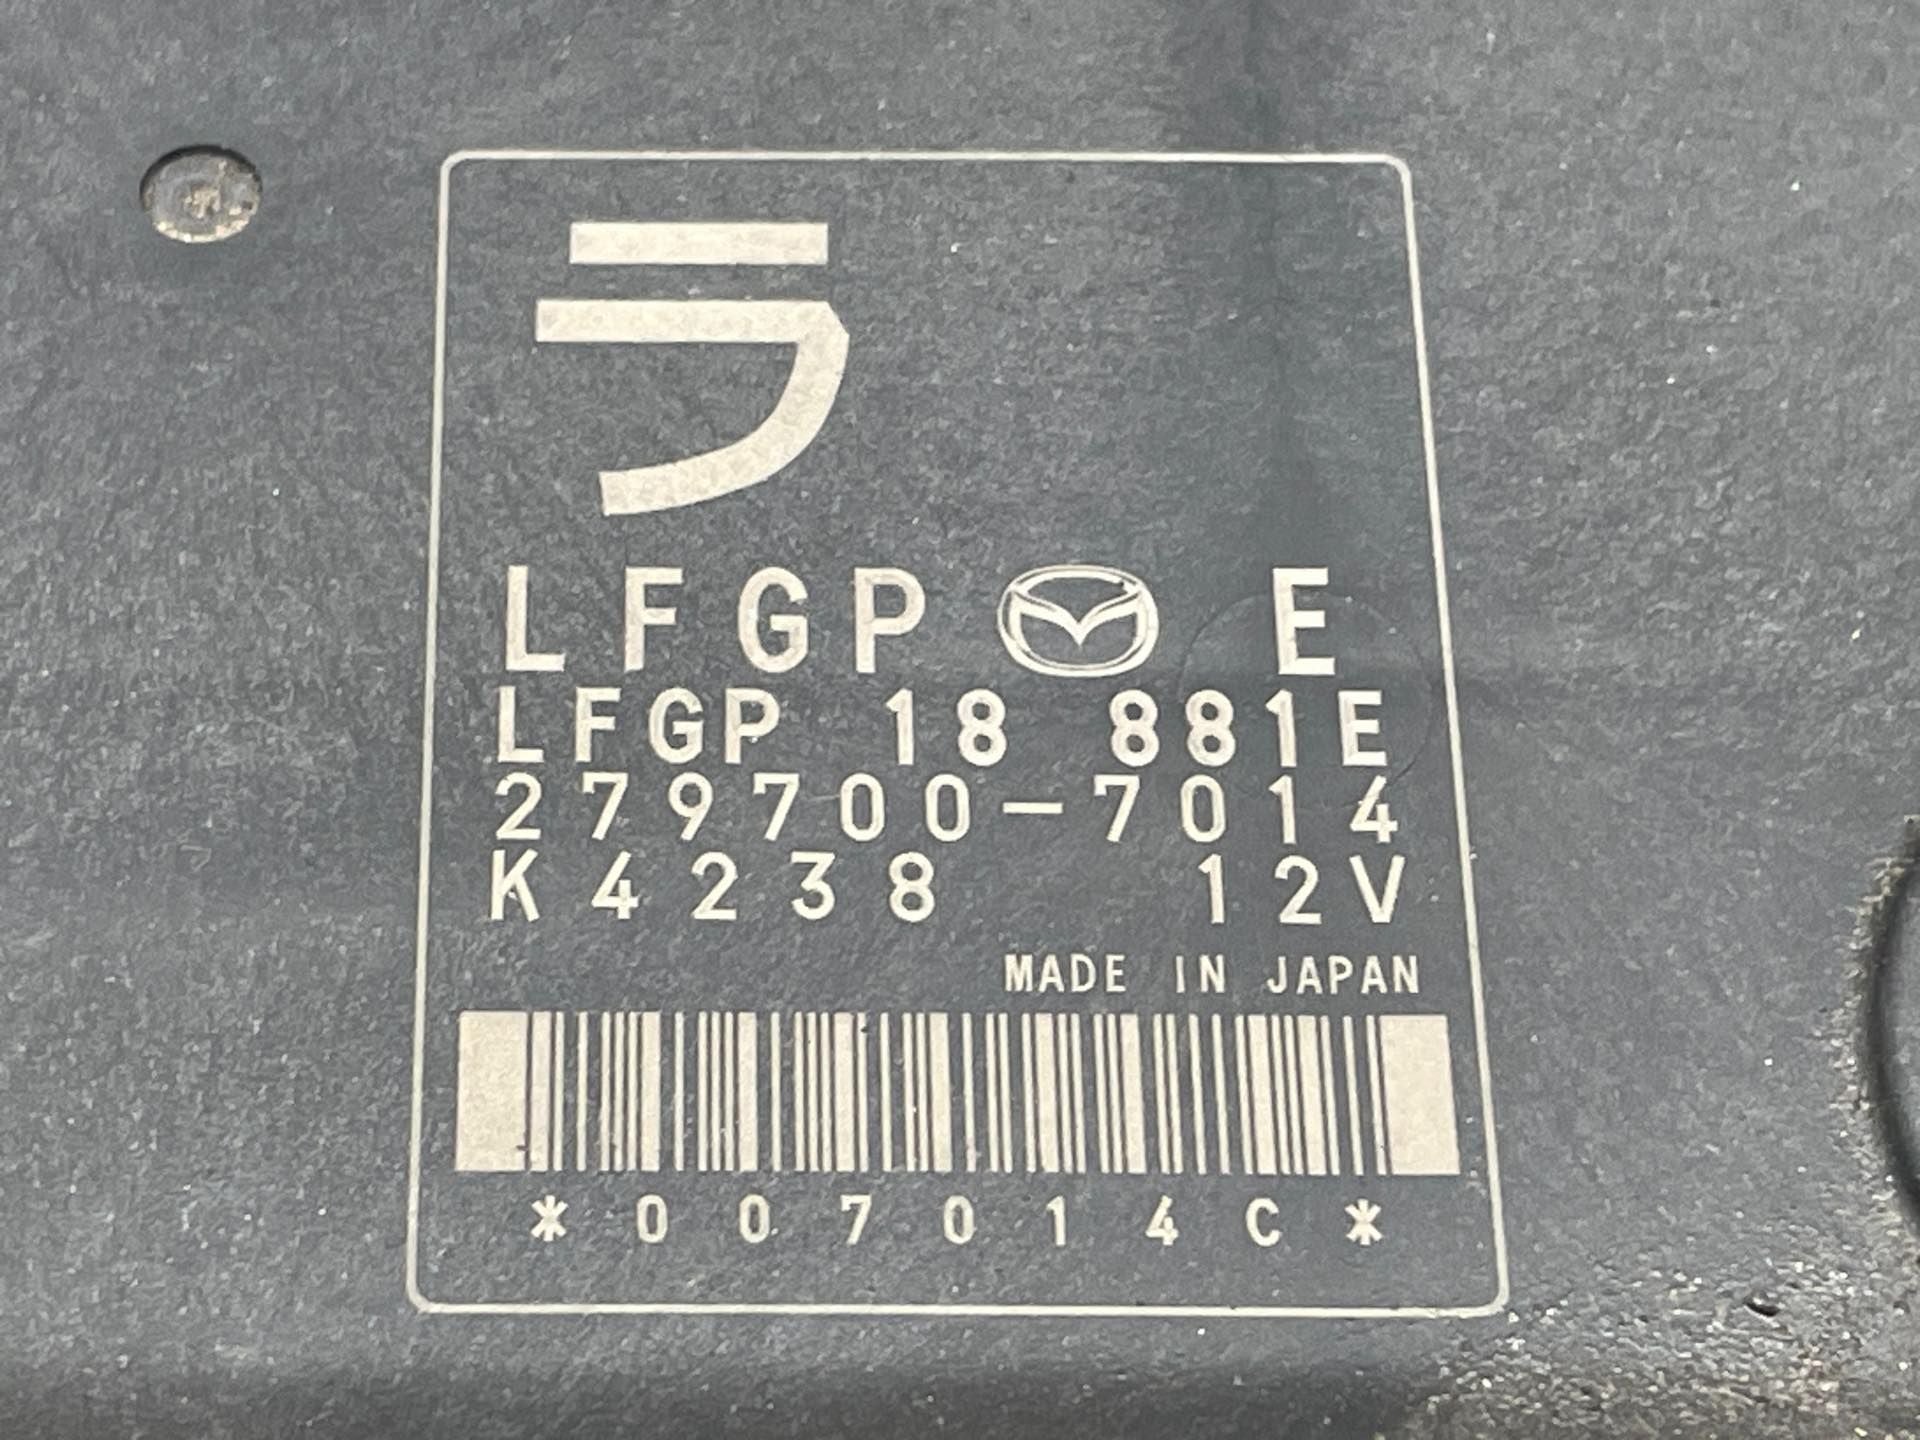 ラ
LFGP E
LFGP 18 881E
279700-7014
K4238 12V
MADE IN JAPAN
*007014C*